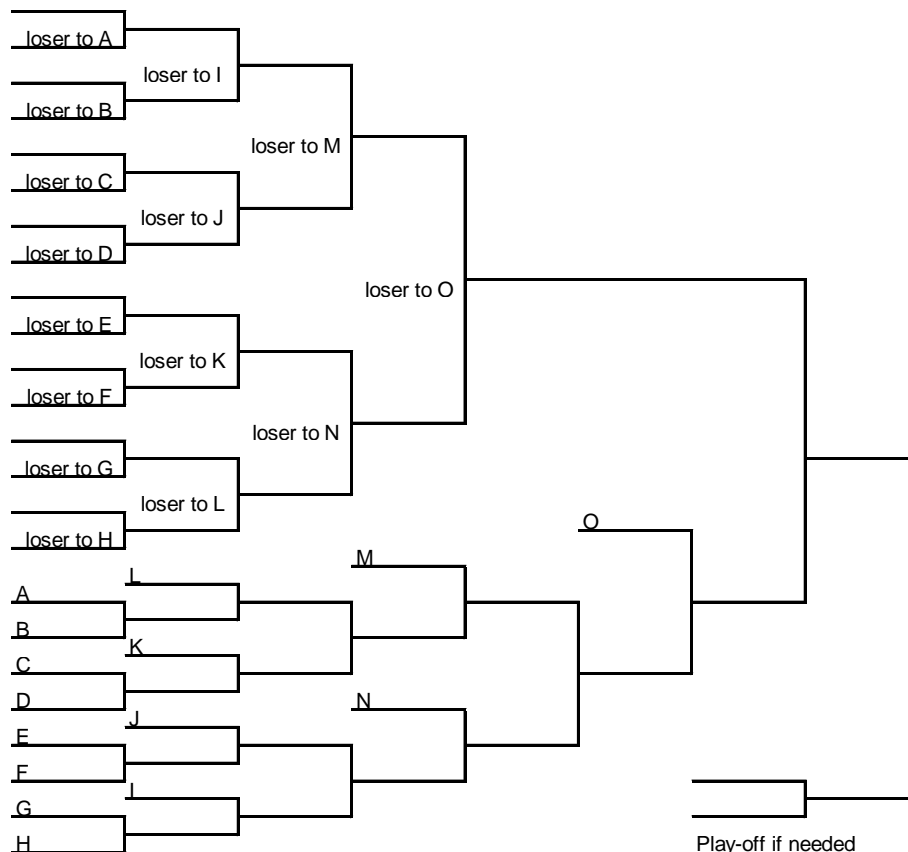 loser to A
loser to I
loser to B
loser to M
loser to C
loser to J
loser to D
loser to O
loser to E
loser to K
loser to F
loser to N
loser to G
loser to L
loser to H
O
M
L
A
B
K
C
D
N
J
E
F
I
G
H
Play-off if needed